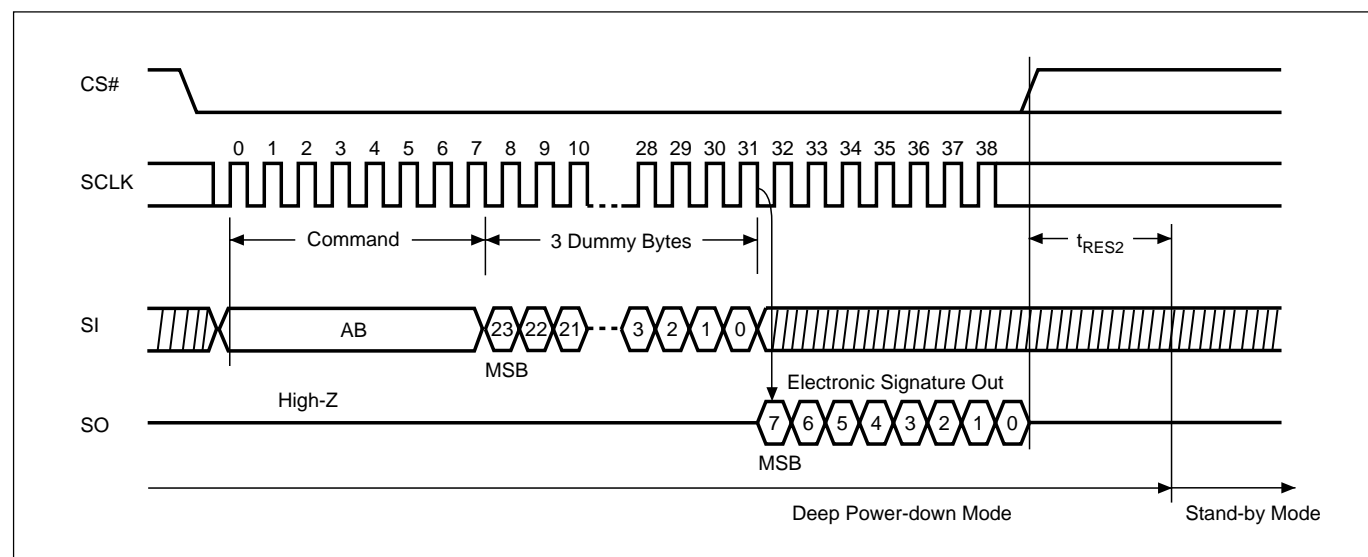 CS#
0 1 2 3 4 5 6 7 8 9 10 28 29 30 31 32 33 34 35 36 37 38
SCLK
Command 3 Dummy Bytes tRES2
SI AB 23 22 21 3 2 1 0
MSB
High-Z Electronic Signature Out
SO 7 6 5 4 3 2 1 0
MSB
Deep Power-down Mode Stand-by Mode